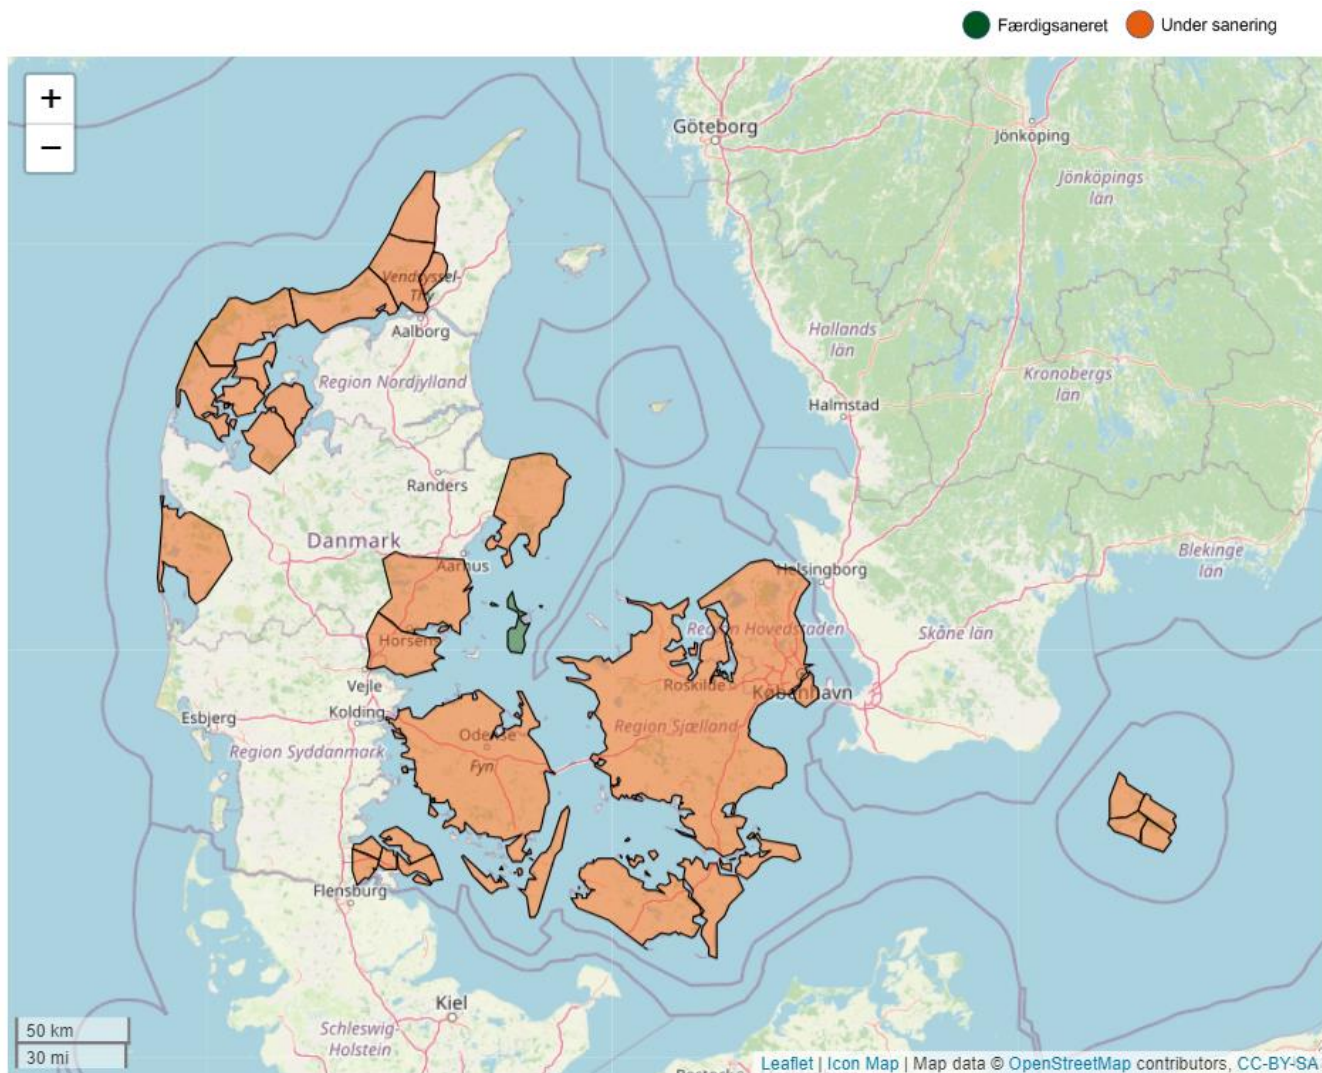 Færdigsaneret
Under sanering
+
−
Göteborg
Jönköping
Jönköpings
län
Vendsyssel-
Thy
Aalborg
Hallands
län
Region Nordjylland
Kronobergs
län
Halmstad
Randers
Danmark
Aarhus
Blekinge
län
Helsingborg
Region Hovedstaden
Skåne län
Horsens
Roskilde
København
Vejle
Kolding
Esbjerg
Region Syddanmark
Odense
Fyn
Region Sjælland
Flensburg
Kiel
Schleswig-
Holstein
50 km
30 mi
Leaflet | Icon Map | Map data © OpenStreetMap contributors, CC-BY-SA